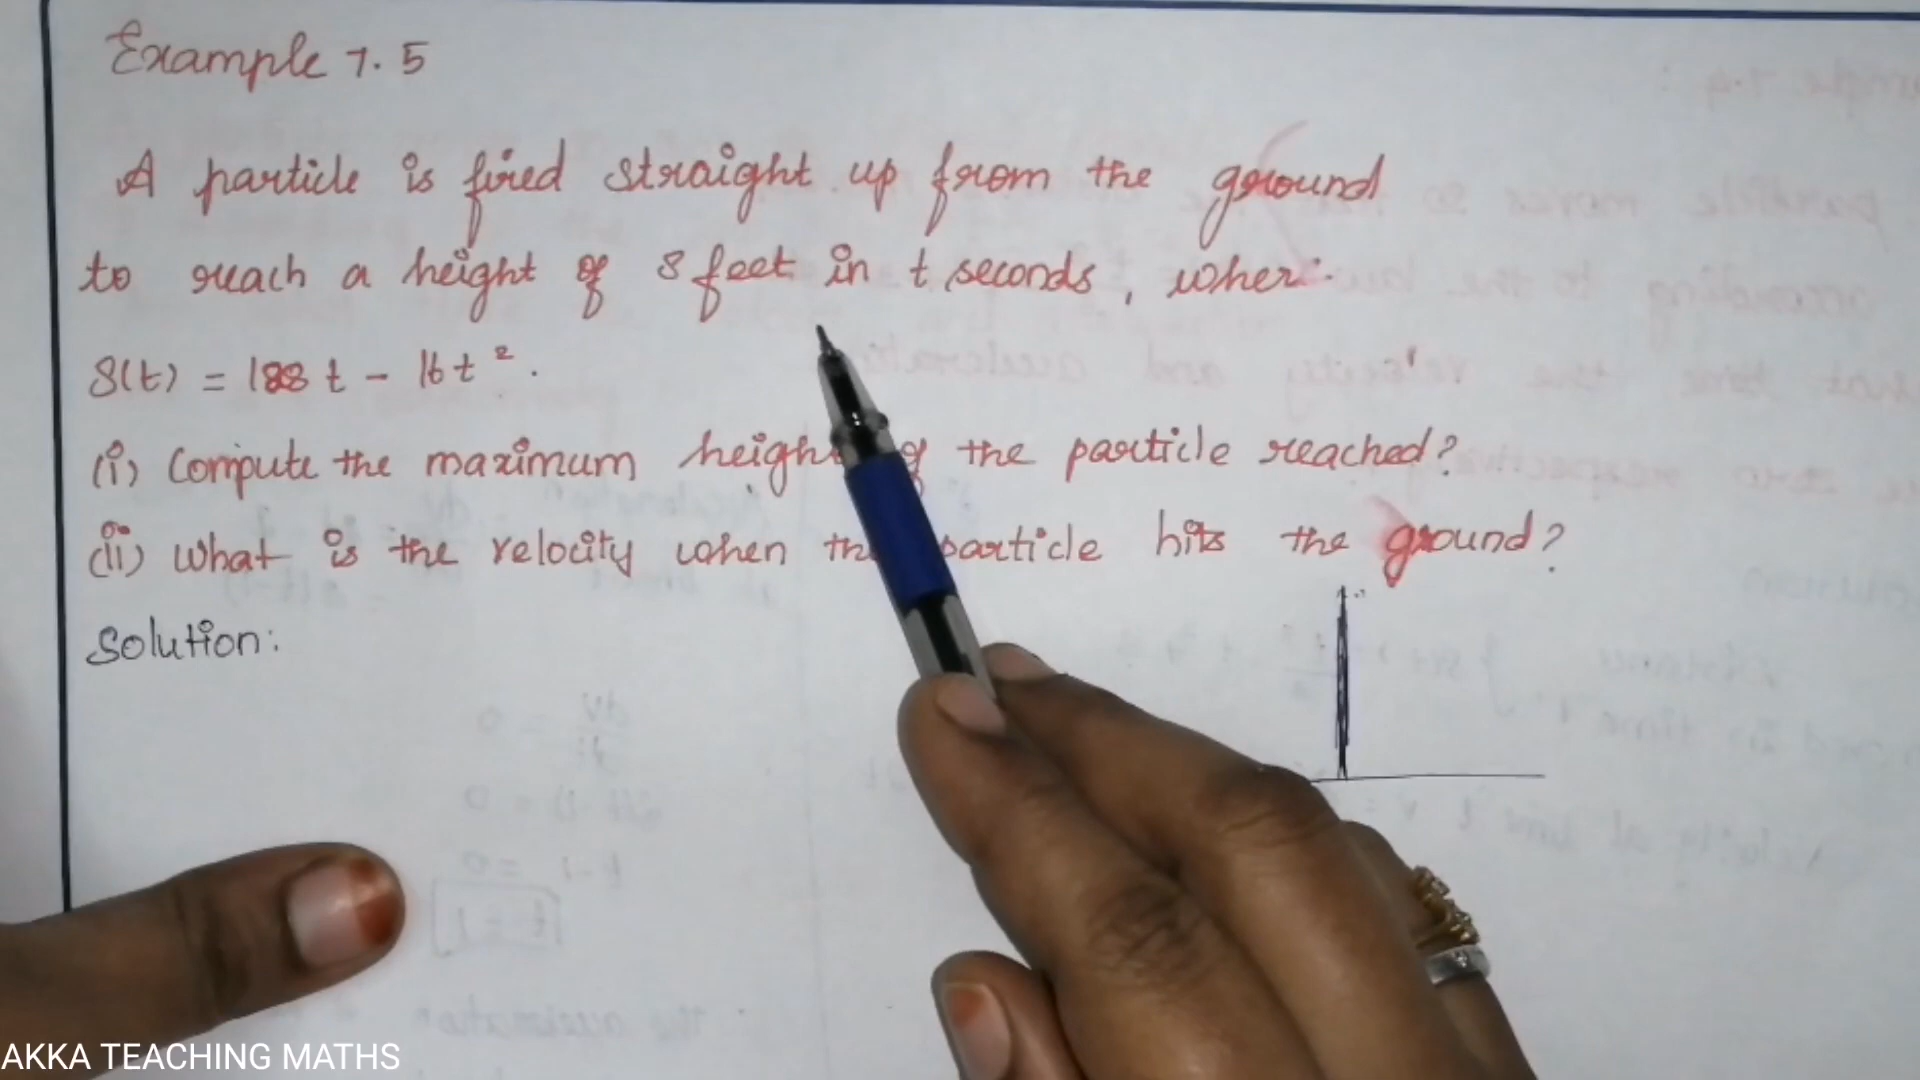 Example 7.5
A particle is fired straight up from the ground
to reach a height of s feet in t seconds, where
S(t) = 128 t - 16t².
(i) Compute the maximum height of the particle reached?
(ii) What is the velocity when the particle hits the ground?
Solution:
AKKA TEACHING MATHS